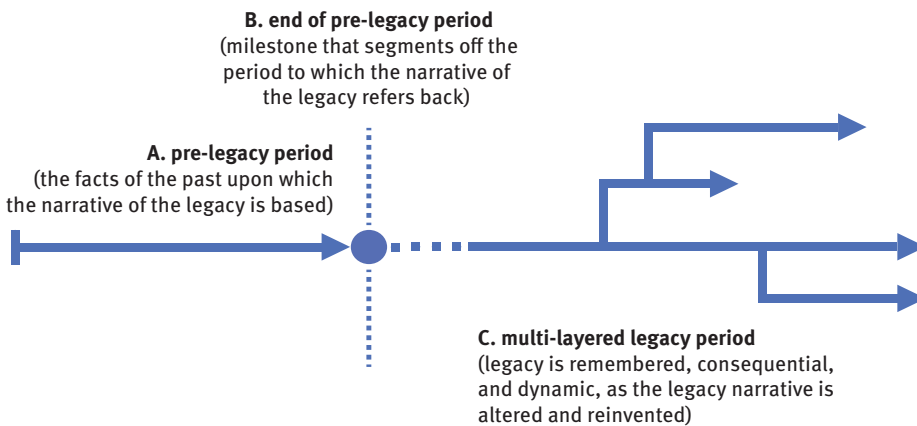 B. end of pre-legacy period
(milestone that segments off the
period to which the narrative of
the legacy refers back)
A. pre-legacy period
(the facts of the past upon which
the narrative of the legacy is based)
C. multi-layered legacy period
(legacy is remembered, consequential,
and dynamic, as the legacy narrative is
altered and reinvented)